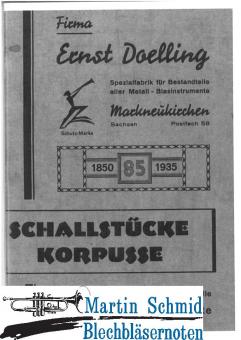 Firma
Ernst Doelling
Spezialfabrik für Bestandteile
aller Metall-Blasinstrumente
Markneukirchen
Sachsen Postfach 58
Schutz-Marke
1850 85 1935
SCHALLSTÜCKE
KORPUSSE
Martin Schmid
Blechbläsernoten